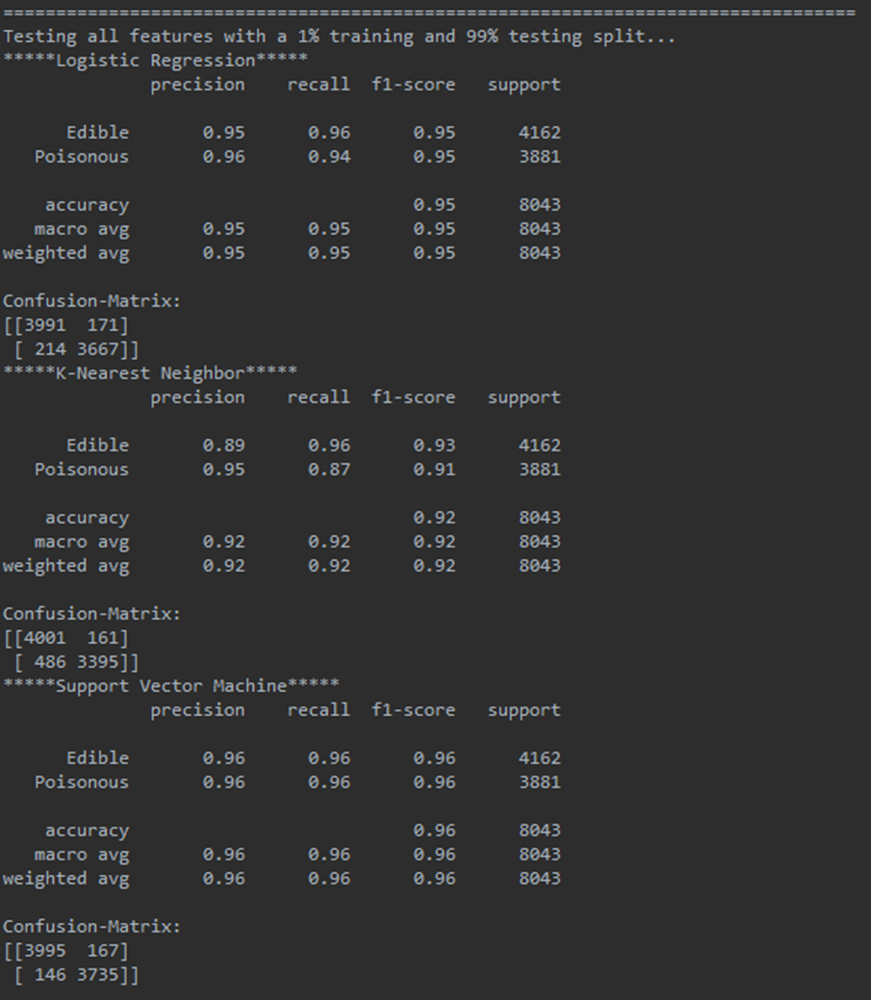 ================================================================================
Testing all features with a 1% training and 99% testing split...
*****Logistic Regression*****
              precision    recall  f1-score   support

      Edible       0.95      0.96      0.95      4162
   Poisonous       0.96      0.94      0.95      3881

    accuracy                           0.95      8043
   macro avg       0.95      0.95      0.95      8043
weighted avg       0.95      0.95      0.95      8043

Confusion-Matrix:
[[3991  171]
 [ 214 3667]]
*****K-Nearest Neighbor*****
              precision    recall  f1-score   support

      Edible       0.89      0.96      0.93      4162
   Poisonous       0.95      0.87      0.91      3881

    accuracy                           0.92      8043
   macro avg       0.92      0.92      0.92      8043
weighted avg       0.92      0.92      0.92      8043

Confusion-Matrix:
[[4001  161]
 [ 486 3395]]
*****Support Vector Machine*****
              precision    recall  f1-score   support

      Edible       0.96      0.96      0.96      4162
   Poisonous       0.96      0.96      0.96      3881

    accuracy                           0.96      8043
   macro avg       0.96      0.96      0.96      8043
weighted avg       0.96      0.96      0.96      8043

Confusion-Matrix:
[[3995  167]
 [ 146 3735]]